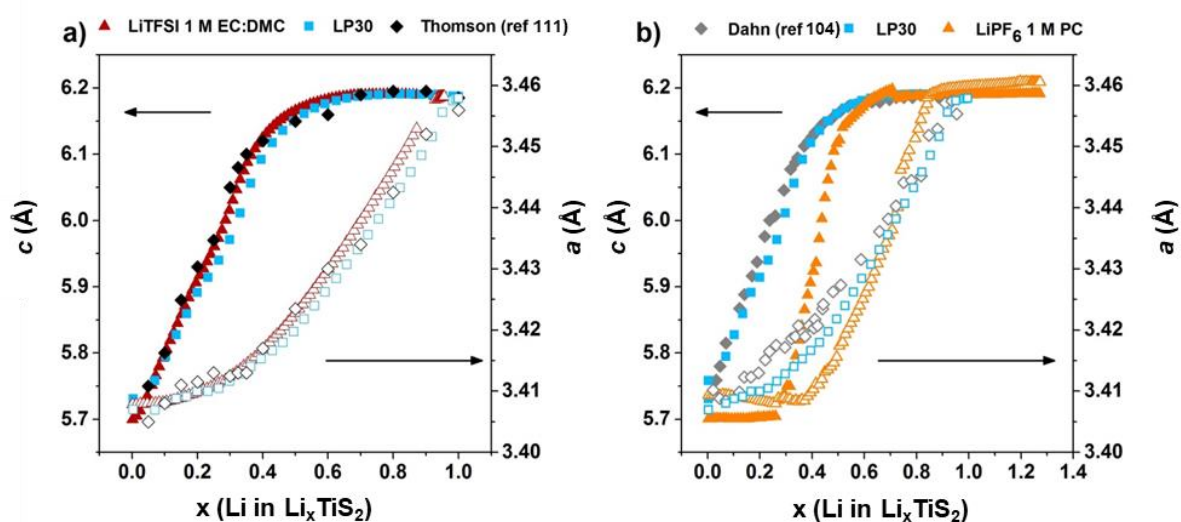 a) LiTFSI 1 M EC:DMC LP30 Thomson (ref 111)
6.2
6.1
6.0
5.9
5.8
5.7
c (Å)
3.46
3.45
3.44
3.43
3.42
3.41
3.40
a (Å)
0.0 0.2 0.4 0.6 0.8 1.0
x (Li in LiₓTiS₂)
b) Dahn (ref 104) LP30 LiPF₆ 1 M PC
6.2
6.1
6.0
5.9
5.8
5.7
c (Å)
3.46
3.45
3.44
3.43
3.42
3.41
3.40
a (Å)
0.0 0.2 0.4 0.6 0.8 1.0 1.2 1.4
x (Li in LiₓTiS₂)